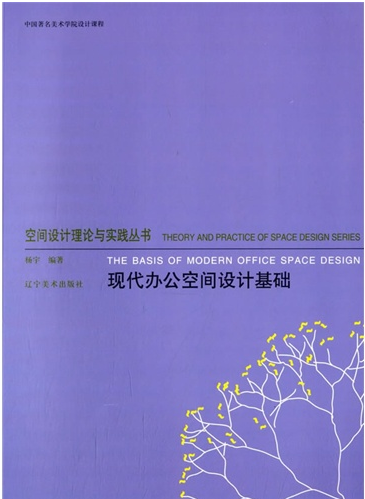 中国著名美术学院设计课程
空间设计理论与实践丛书 THEORY AND PRACTICE OF SPACE DESIGN SERIES
杨宇 编著 THE BASIS OF MODERN OFFICE SPACE DESIGN
辽宁美术出版社 现代办公空间设计基础